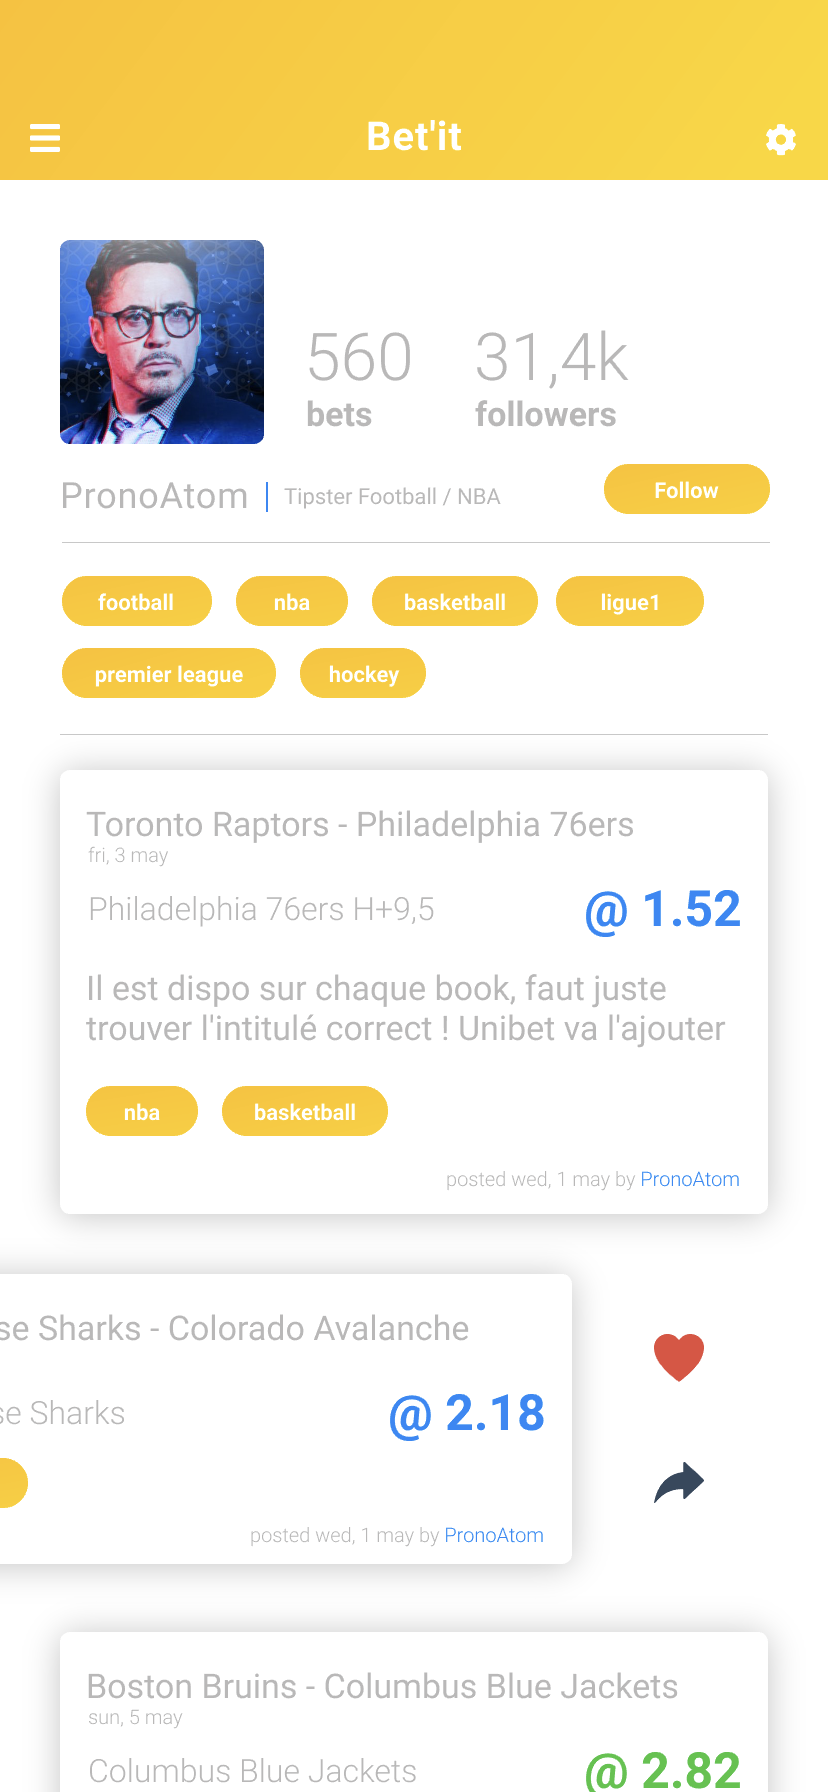 Bet'it
560 31,4k
bets followers
PronoAtom Tipster Football / NBA Follow
football nba basketball ligue1
premier league hockey
Toronto Raptors - Philadelphia 76ers
fri, 3 may
Philadelphia 76ers H+9,5 @ 1.52
Il est dispo sur chaque book, faut juste
trouver l'intitulé correct ! Unibet va l'ajouter
nba basketball
posted wed, 1 may by PronoAtom
se Sharks - Colorado Avalanche
se Sharks @ 2.18
posted wed, 1 may by PronoAtom
Boston Bruins - Columbus Blue Jackets
sun, 5 may
Columbus Blue Jackets @ 2.82